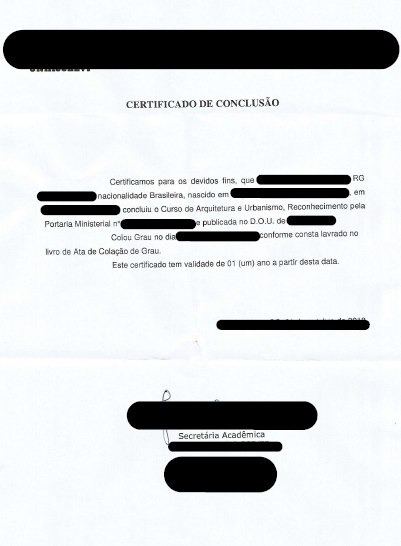 CERTIFICADO DE CONCLUSÃO
Certificamos para os devidos fins, que RG
nacionalidade Brasileira, nascido em , em
concluiu o Curso de Arquitetura e Urbanismo, Reconhecimento pela
Portaria Ministerial nº e publicada no D.O.U. de
Colou Grau no dia conforme consta lavrado no
livro de Ata de Colação de Grau.
Este certificado tem validade de 01 (um) ano a partir desta data.
Secretária Acadêmica